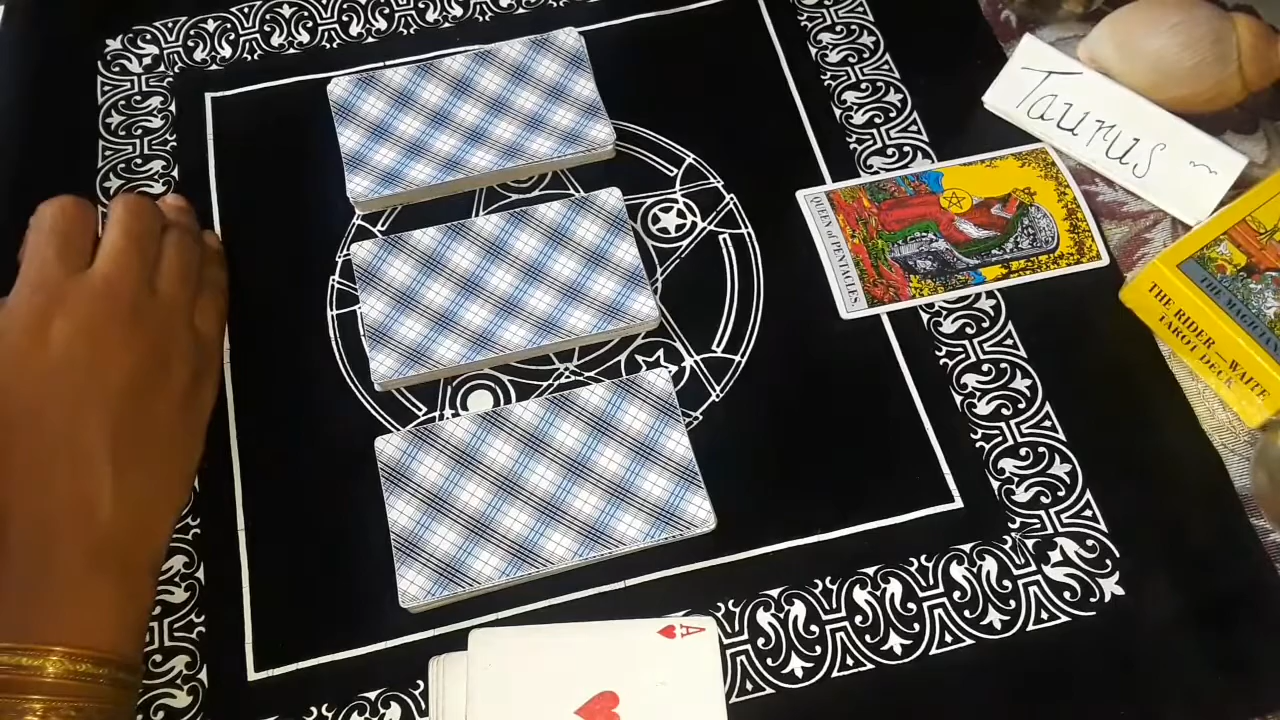 Taurus
QUEEN of PENTACLES.
THE MAGICIAN
THE RIDER-WAITE
TAROT DECK
A